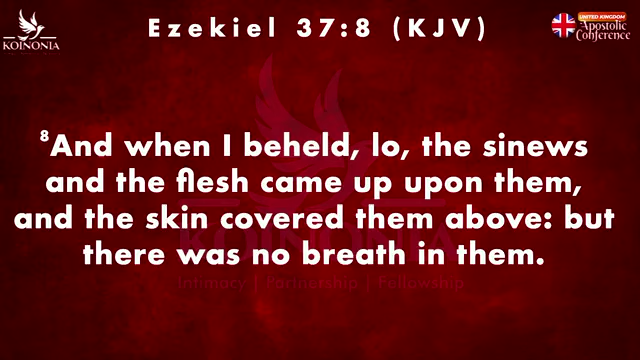 KOINONIA
Ezekiel 37:8 (KJV)
UNITED KINGDOM
Apostolic
Conference
⁸And when I beheld, lo, the sinews
and the flesh came up upon them,
and the skin covered them above: but
there was no breath in them.
KOINONIA
Intimacy | Partnership | Fellowship